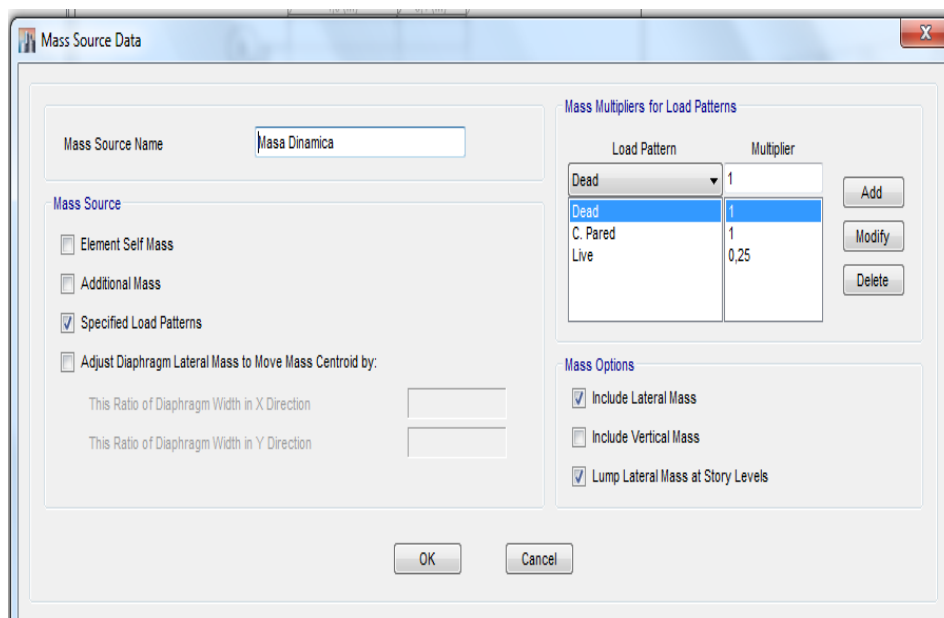 Mass Source Data
X
Mass Source Name
Masa Dinamica
Mass Source
Element Self Mass
Additional Mass
Specified Load Patterns
Adjust Diaphragm Lateral Mass to Move Mass Centroid by:
This Ratio of Diaphragm Width in X Direction
This Ratio of Diaphragm Width in Y Direction
Mass Multipliers for Load Patterns
Load Pattern Multiplier
Dead 1
Dead 1
C. Pared 1
Live 0,25
Add
Modify
Delete
Mass Options
Include Lateral Mass
Include Vertical Mass
Lump Lateral Mass at Story Levels
OK Cancel